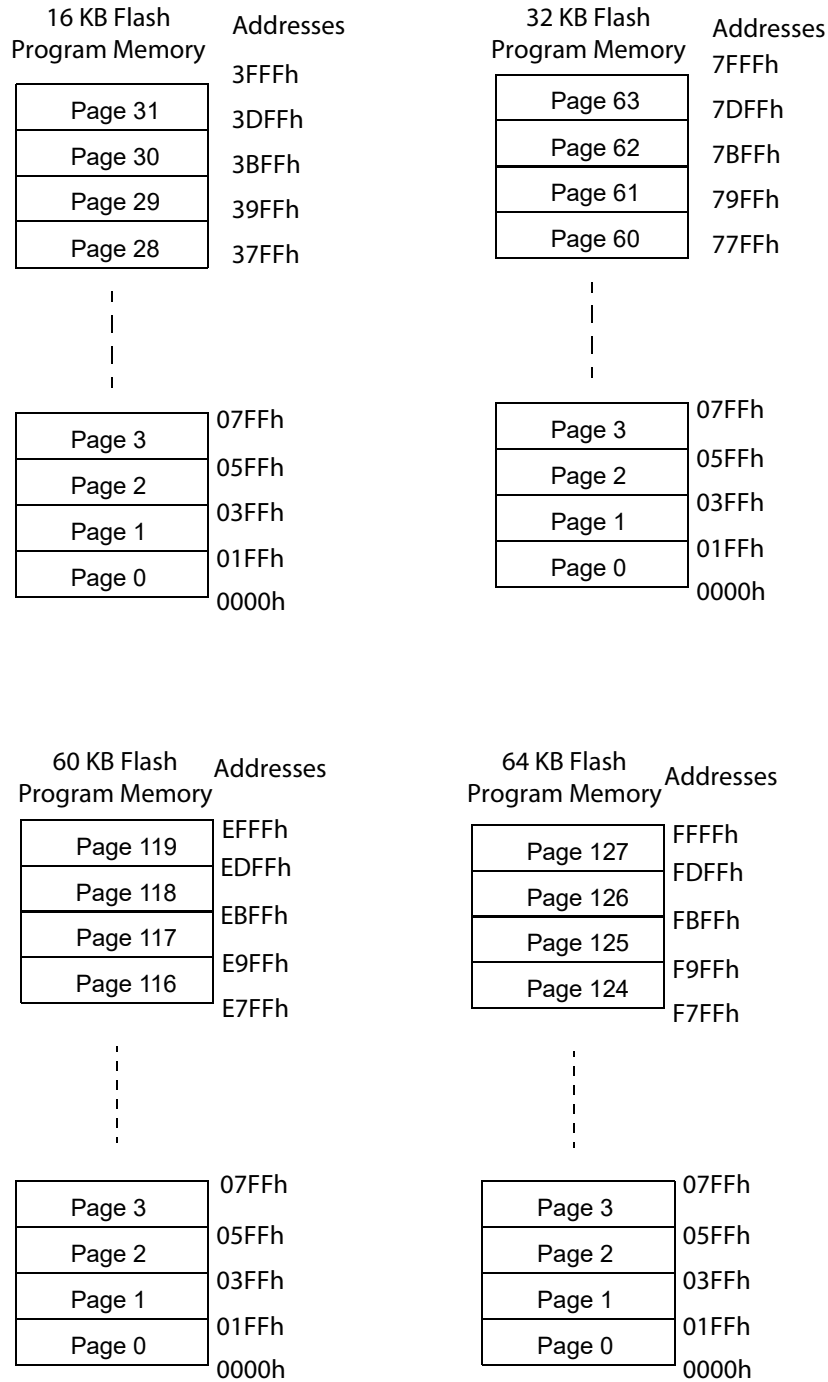 16 KB Flash
Program Memory
Addresses
3FFFh
Page 31
3DFFh
Page 30
3BFFh
Page 29
39FFh
Page 28
37FFh
07FFh
Page 3
05FFh
Page 2
03FFh
Page 1
01FFh
Page 0
0000h
32 KB Flash
Program Memory
Addresses
7FFFh
Page 63
7DFFh
Page 62
7BFFh
Page 61
79FFh
Page 60
77FFh
07FFh
Page 3
05FFh
Page 2
03FFh
Page 1
01FFh
Page 0
0000h
60 KB Flash
Program Memory
Addresses
EFFFh
Page 119
EDFFh
Page 118
EBFFh
Page 117
E9FFh
Page 116
E7FFh
07FFh
Page 3
05FFh
Page 2
03FFh
Page 1
01FFh
Page 0
0000h
64 KB Flash
Program Memory
Addresses
FFFFh
Page 127
FDFFh
Page 126
FBFFh
Page 125
F9FFh
Page 124
F7FFh
07FFh
Page 3
05FFh
Page 2
03FFh
Page 1
01FFh
Page 0
0000h